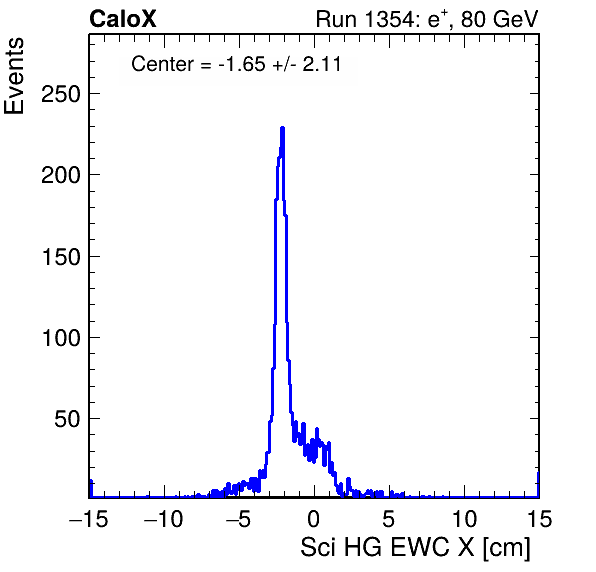 CaloX
Run 1354: e+, 80 GeV
Center = -1.65 +/- 2.11
Events
250
200
150
100
50
−15 −10 −5 0 5 10 15
Sci HG EWC X [cm]